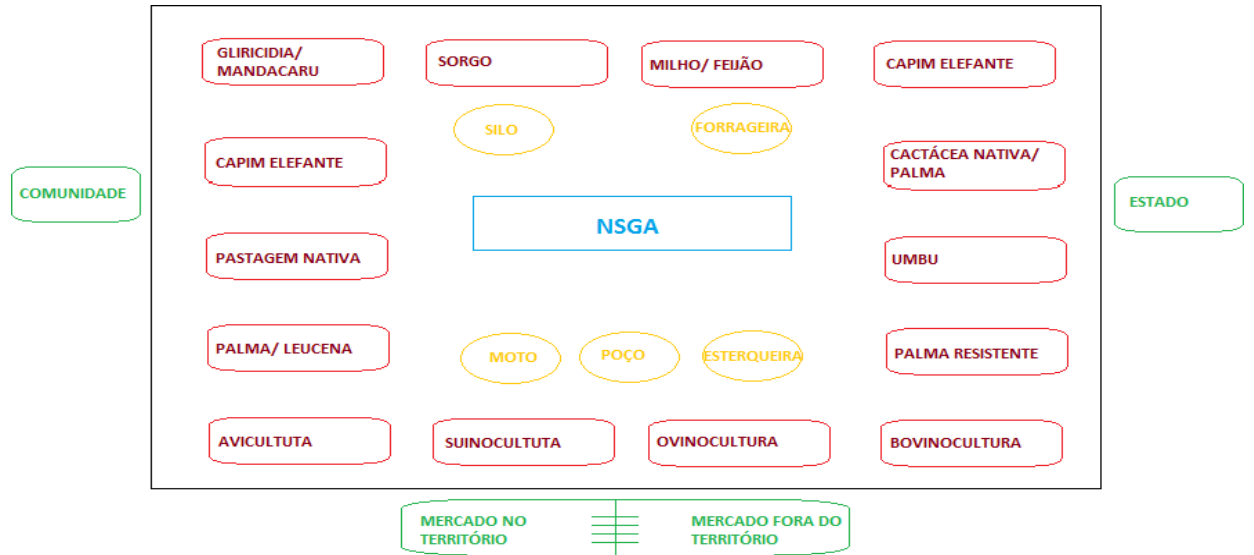 GLIRICIDIA/
MANDACARU
SORGO
MILHO/ FEIJÃO
CAPIM ELEFANTE
SILO
FORRAGEIRA
CAPIM ELEFANTE
CACTÁCEA NATIVA/
PALMA
COMUNIDADE
ESTADO
NSGA
PASTAGEM NATIVA
UMBU
PALMA/ LEUCENA
MOTO
POÇO
ESTERQUEIRA
PALMA RESISTENTE
AVICULTUTA
SUINOCULTUTA
OVINOCULTURA
BOVINOCULTURA
MERCADO NO
TERRITÓRIO
MERCADO FORA DO
TERRITÓRIO